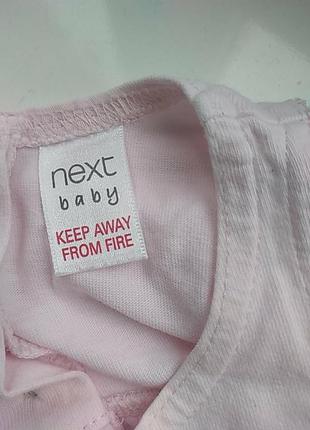 next
baby
KEEP AWAY
FROM FIRE